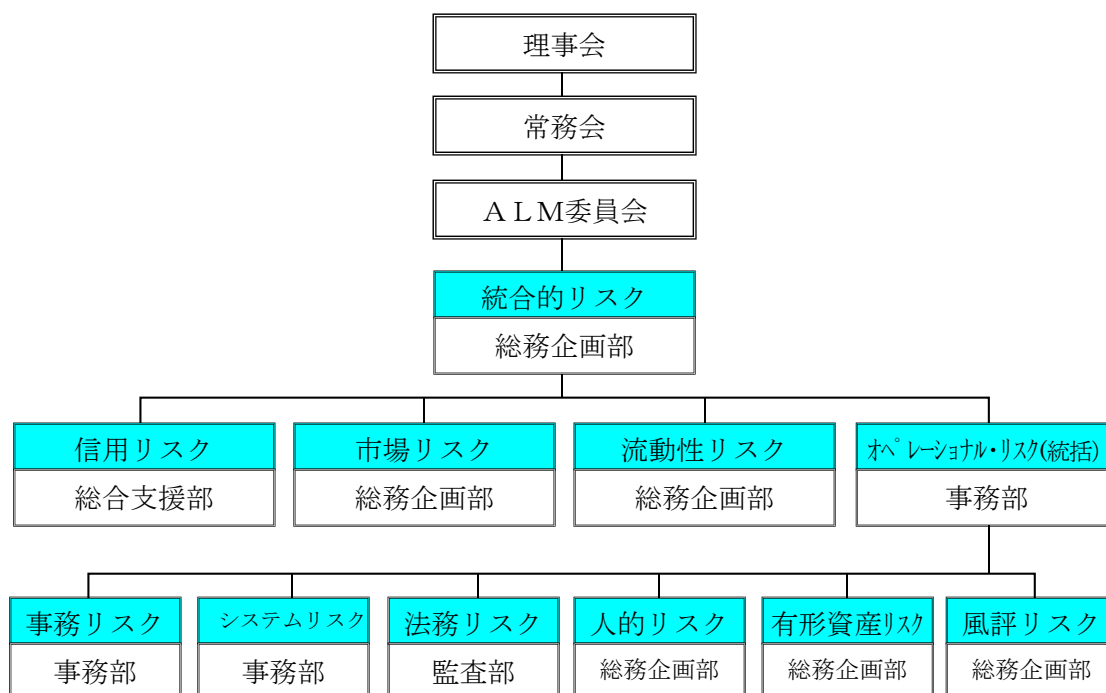 理事会
常務会
ＡＬＭ委員会
統合的リスク
総務企画部
信用リスク
総合支援部
市場リスク
総務企画部
流動性リスク
総務企画部
ｵﾍﾟﾚｰｼｮﾅﾙ・ﾘｽｸ(統括)
事務部
事務リスク
事務部
システムリスク
事務部
法務リスク
監査部
人的リスク
総務企画部
有形資産ﾘｽｸ
総務企画部
風評リスク
総務企画部